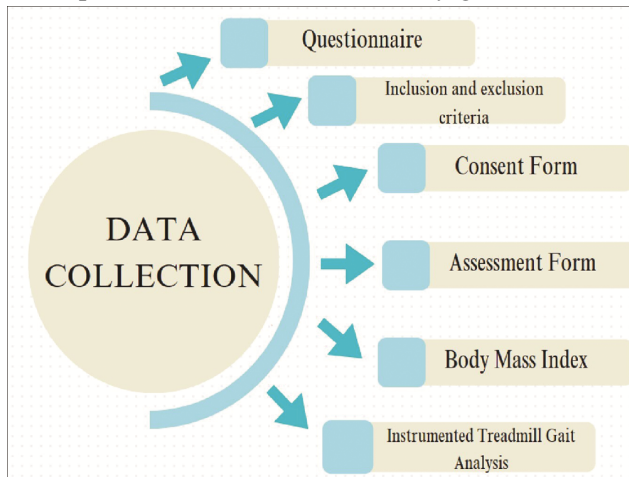 Questionnaire
Inclusion and exclusion
criteria
Consent Form
DATA
COLLECTION
Assessment Form
Body Mass Index
Instrumented Treadmill Gait
Analysis